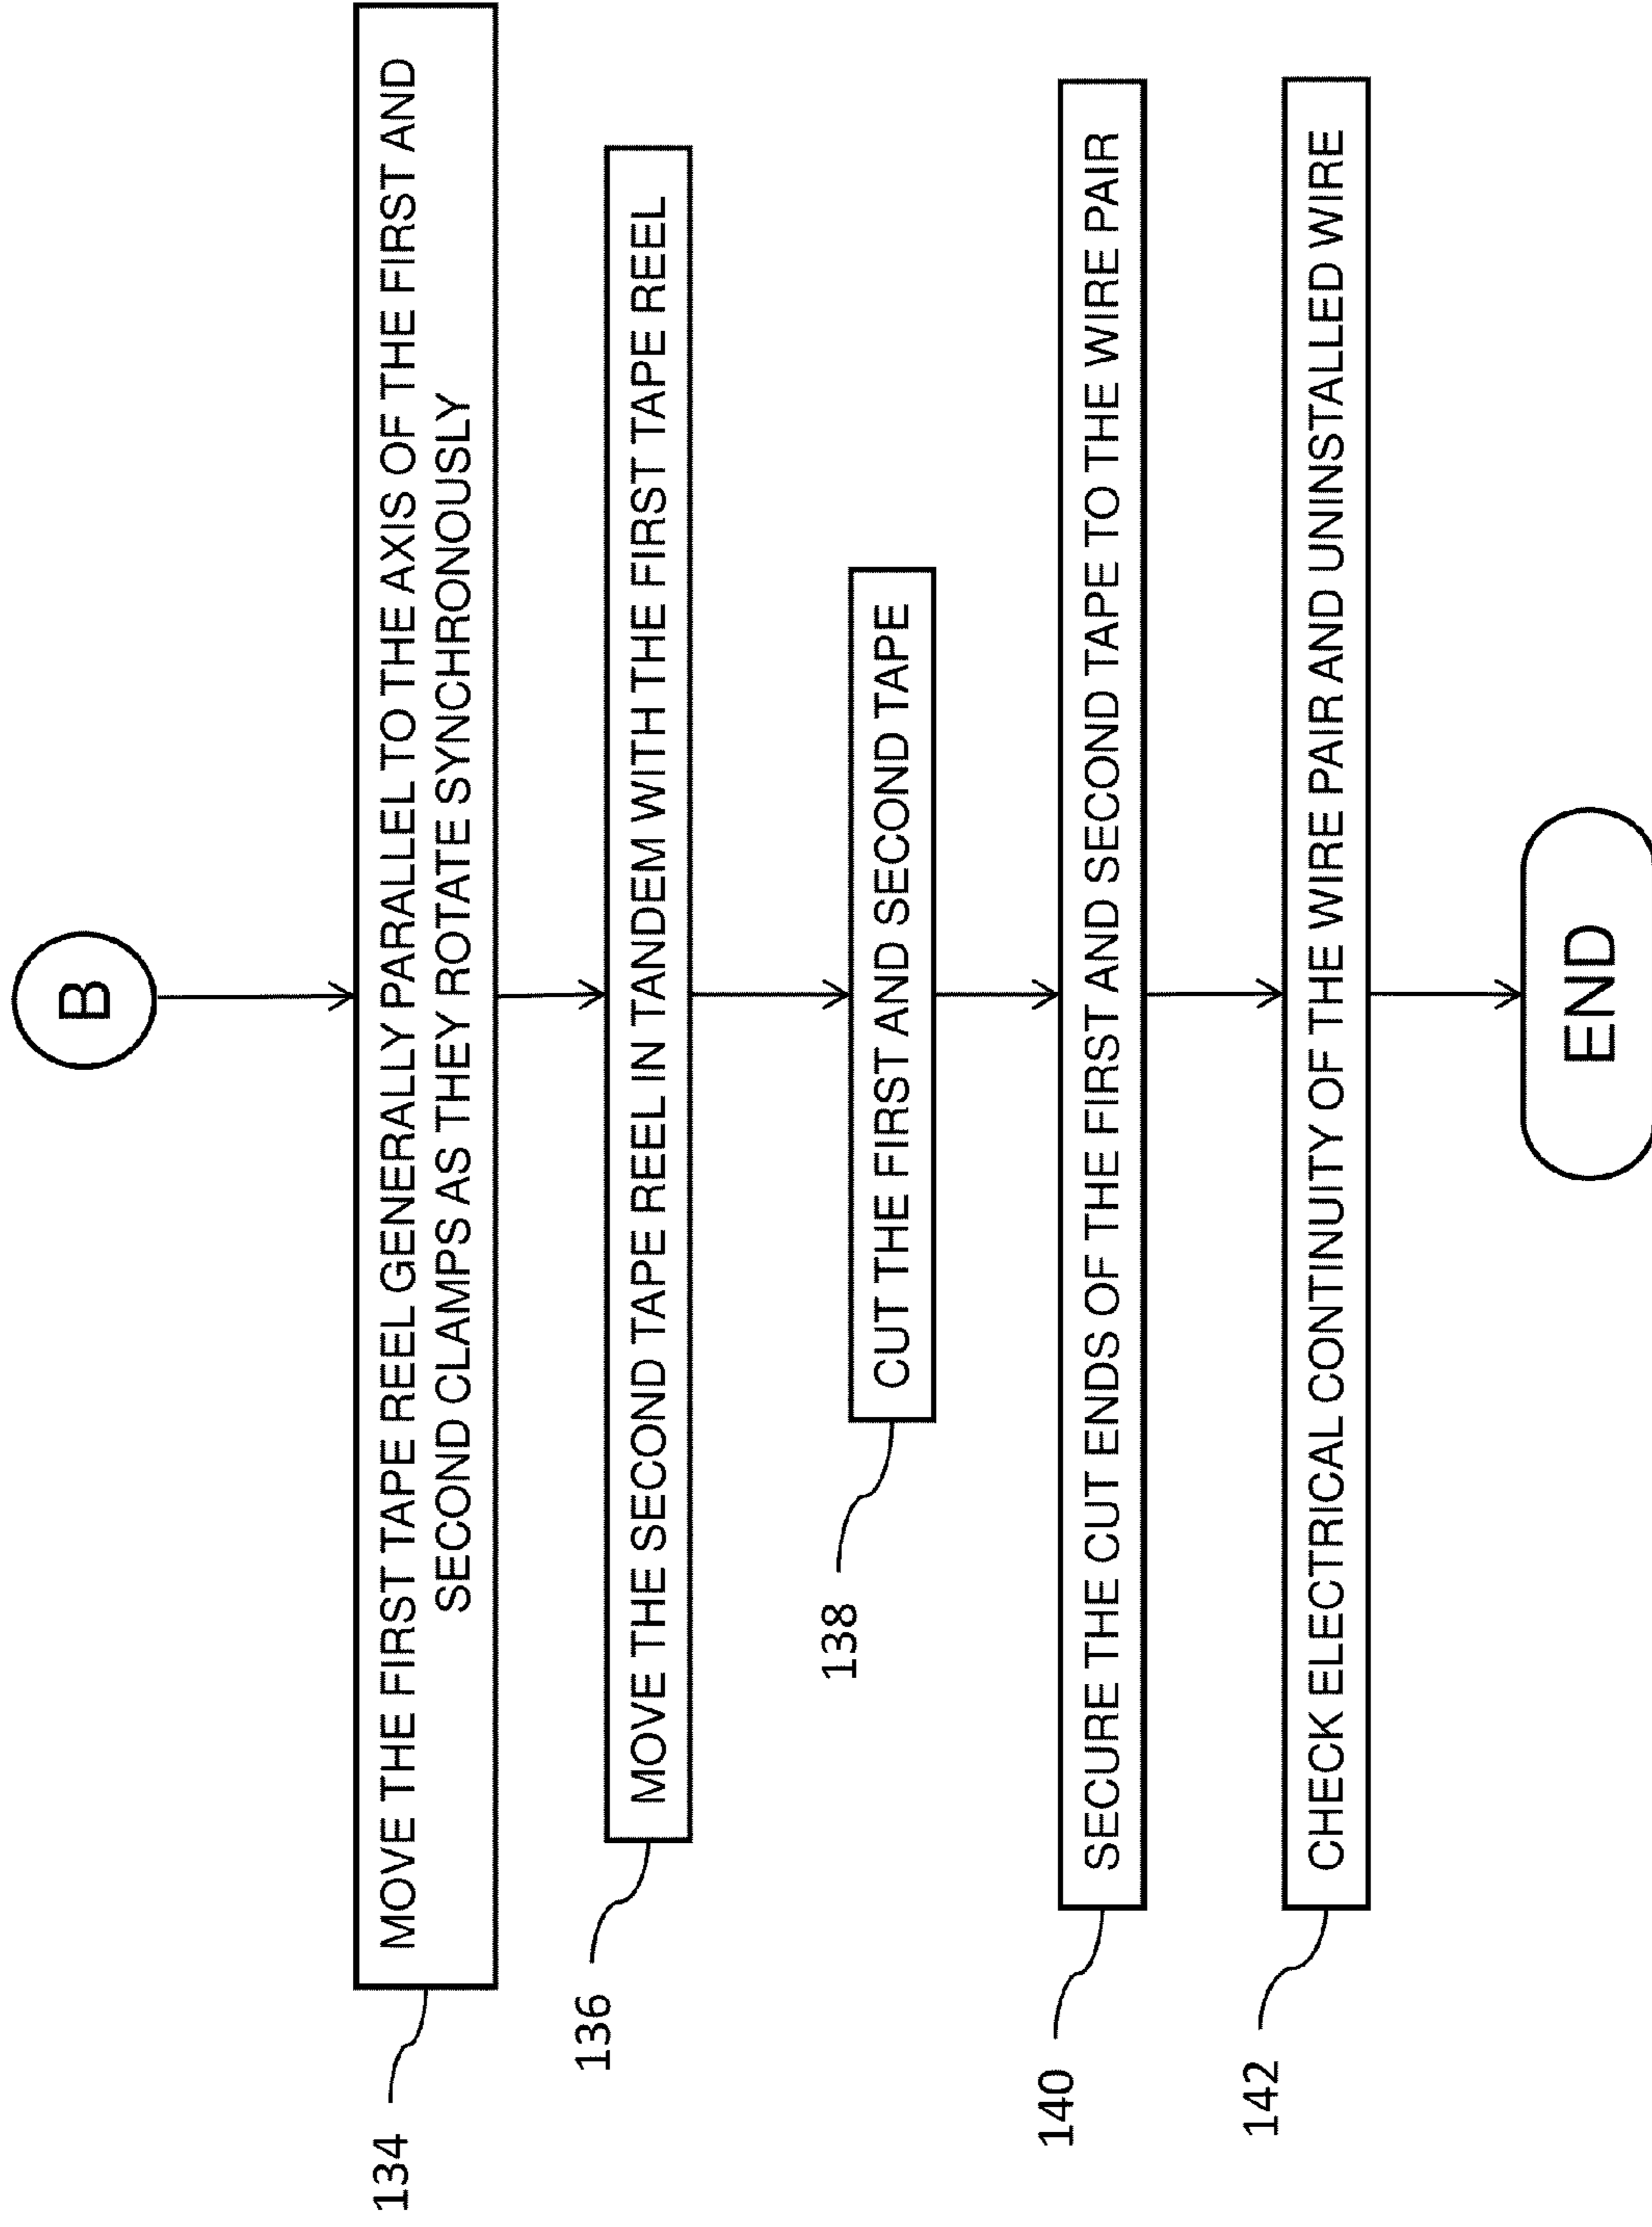 B
MOVE THE FIRST TAPE REEL GENERALLY PARALLEL TO THE AXIS OF THE FIRST AND
SECOND CLAMPS AS THEY ROTATE SYNCHRONOUSLY
134
MOVE THE SECOND TAPE REEL IN TANDEM WITH THE FIRST TAPE REEL
136
CUT THE FIRST AND SECOND TAPE
138
SECURE THE CUT ENDS OF THE FIRST AND SECOND TAPE TO THE WIRE PAIR
140
CHECK ELECTRICAL CONTINUITY OF THE WIRE PAIR AND UNINSTALLED WIRE
142
END